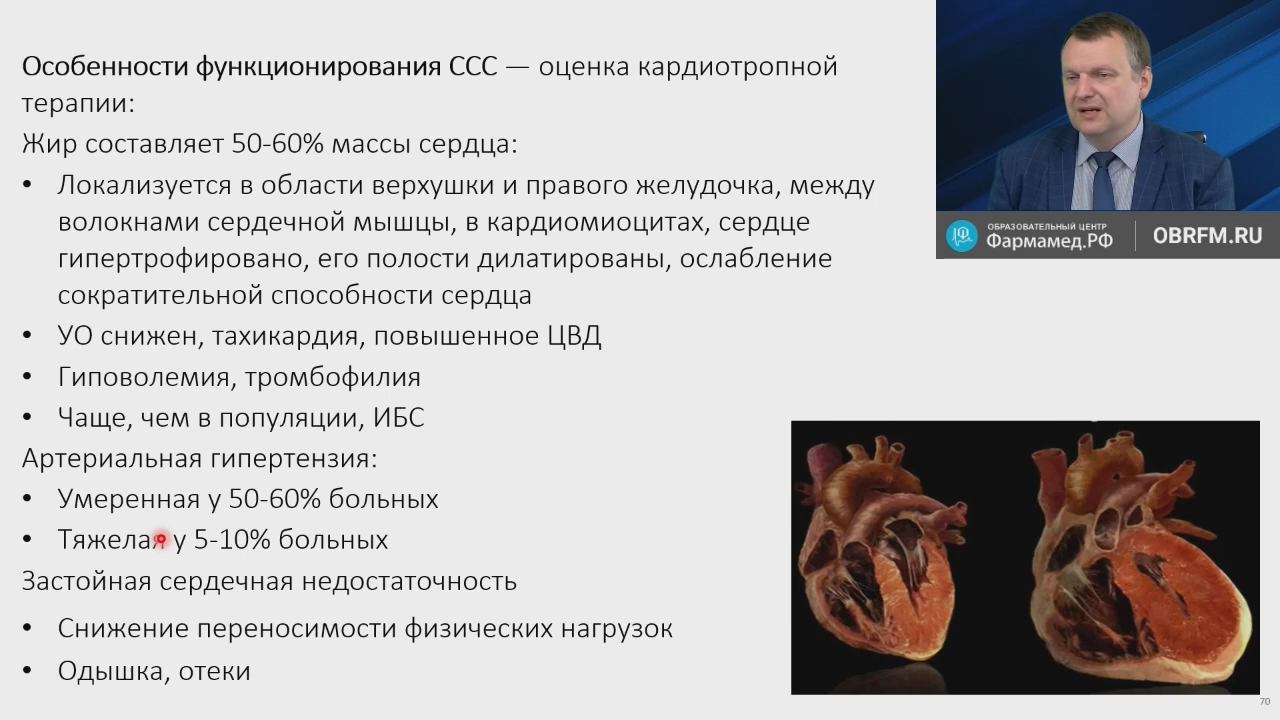 Особенности функционирования ССС — оценка кардиотропной
терапии:
Жир составляет 50-60% массы сердца:
• Локализуется в области верхушки и правого желудочка, между
волокнами сердечной мышцы, в кардиомиоцитах, сердце
гипертрофировано, его полости дилатированы, ослабление
сократительной способности сердца
• УО снижен, тахикардия, повышенное ЦВД
• Гиповолемия, тромбофилия
• Чаще, чем в популяции, ИБС
Артериальная гипертензия:
• Умеренная у 50-60% больных
• Тяжелая у 5-10% больных
Застойная сердечная недостаточность
• Снижение переносимости физических нагрузок
• Одышка, отеки
ОБРАЗОВАТЕЛЬНЫЙ ЦЕНТР
Фармамед.РФ
OBRFM.RU
70